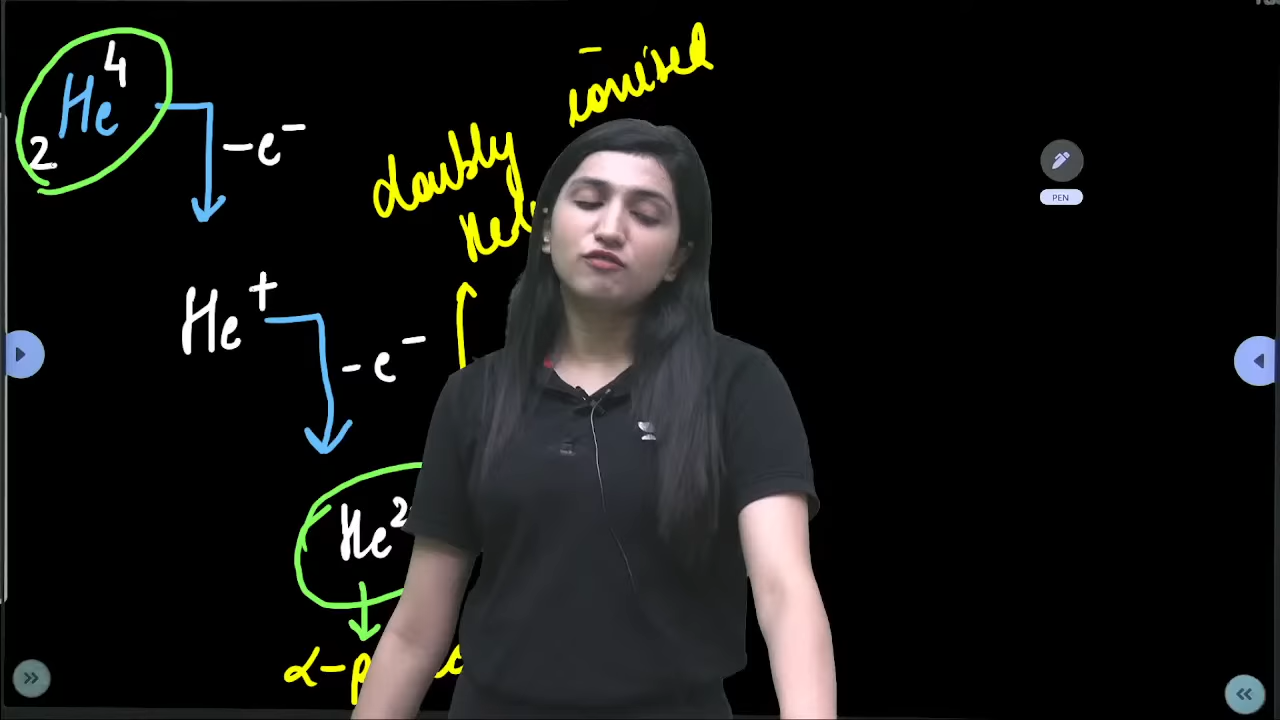 ₂He⁴
-e⁻
He⁺
-e⁻
doubly ionised
He²
α-p
PEN